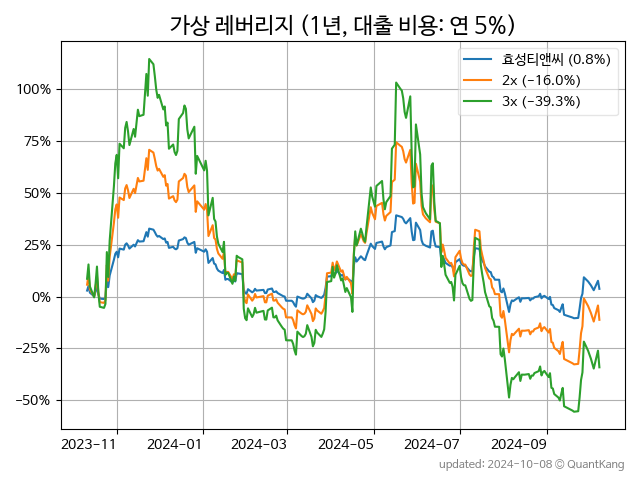 가상 레버리지 (1년, 대출 비용: 연 5%)
효성티앤씨 (0.8%)
2x (−16.0%)
3x (−39.3%)
100%
75%
50%
25%
0%
−25%
−50%
2023-11 2024-01 2024-03 2024-05 2024-07 2024-09
updated: 2024-10-08 © QuantKang